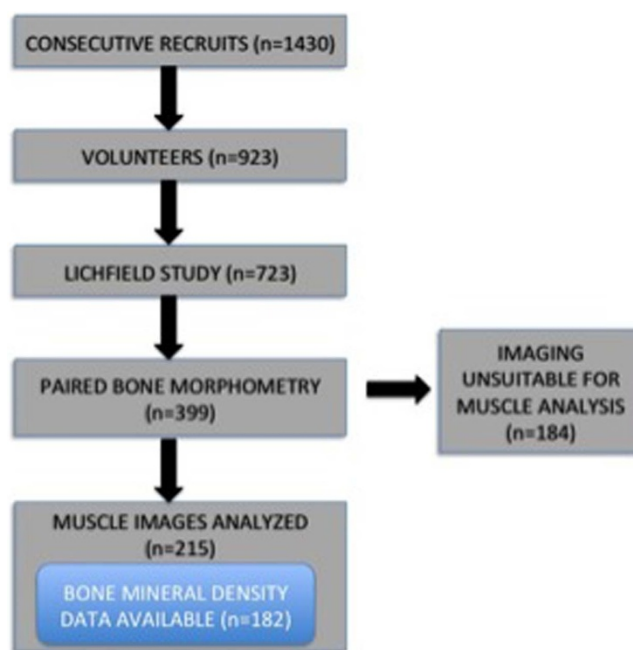 CONSECUTIVE RECRUITS (n=1430)
VOLUNTEERS (n=923)
LICHFIELD STUDY (n=723)
PAIRED BONE MORPHOMETRY
(n=399)
IMAGING
UNSUITABLE FOR
MUSCLE ANALYSIS
(n=184)
MUSCLE IMAGES ANALYZED
(n=215)
BONE MINERAL DENSITY
DATA AVAILABLE (n=182)